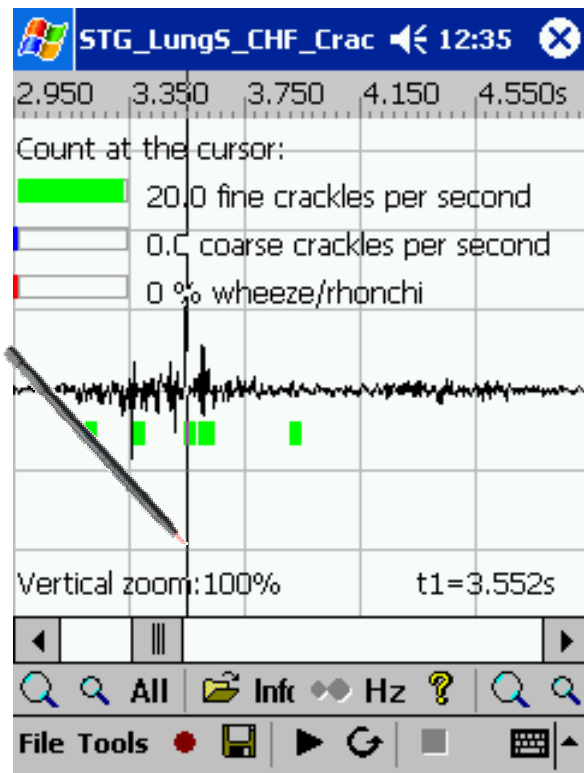 STG_LungS_CHF_Crac 12:35
2.950 3.350 3.750 4.150 4.550s
Count at the cursor:
20.0 fine crackles per second
0.0 coarse crackles per second
0 % wheeze/rhonchi
Vertical zoom:100% t1=3.552s
All Info Hz ?
File Tools